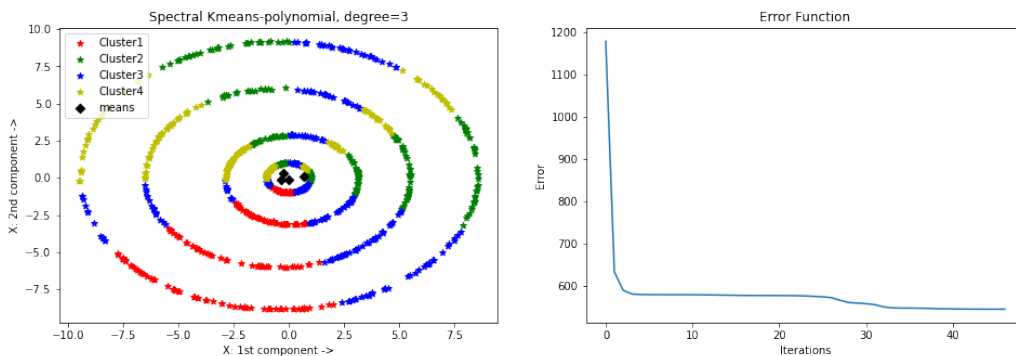 Spectral Kmeans-polynomial, degree=3
10.0
7.5
5.0
2.5
0.0
−2.5
−5.0
−7.5
X: 2nd component ->
Cluster1
Cluster2
Cluster3
Cluster4
means
−10.0 −7.5 −5.0 −2.5 0.0 2.5 5.0 7.5
X: 1st component ->
Error Function
1200
1100
1000
900
800
700
600
Error
0 10 20 30 40
Iterations